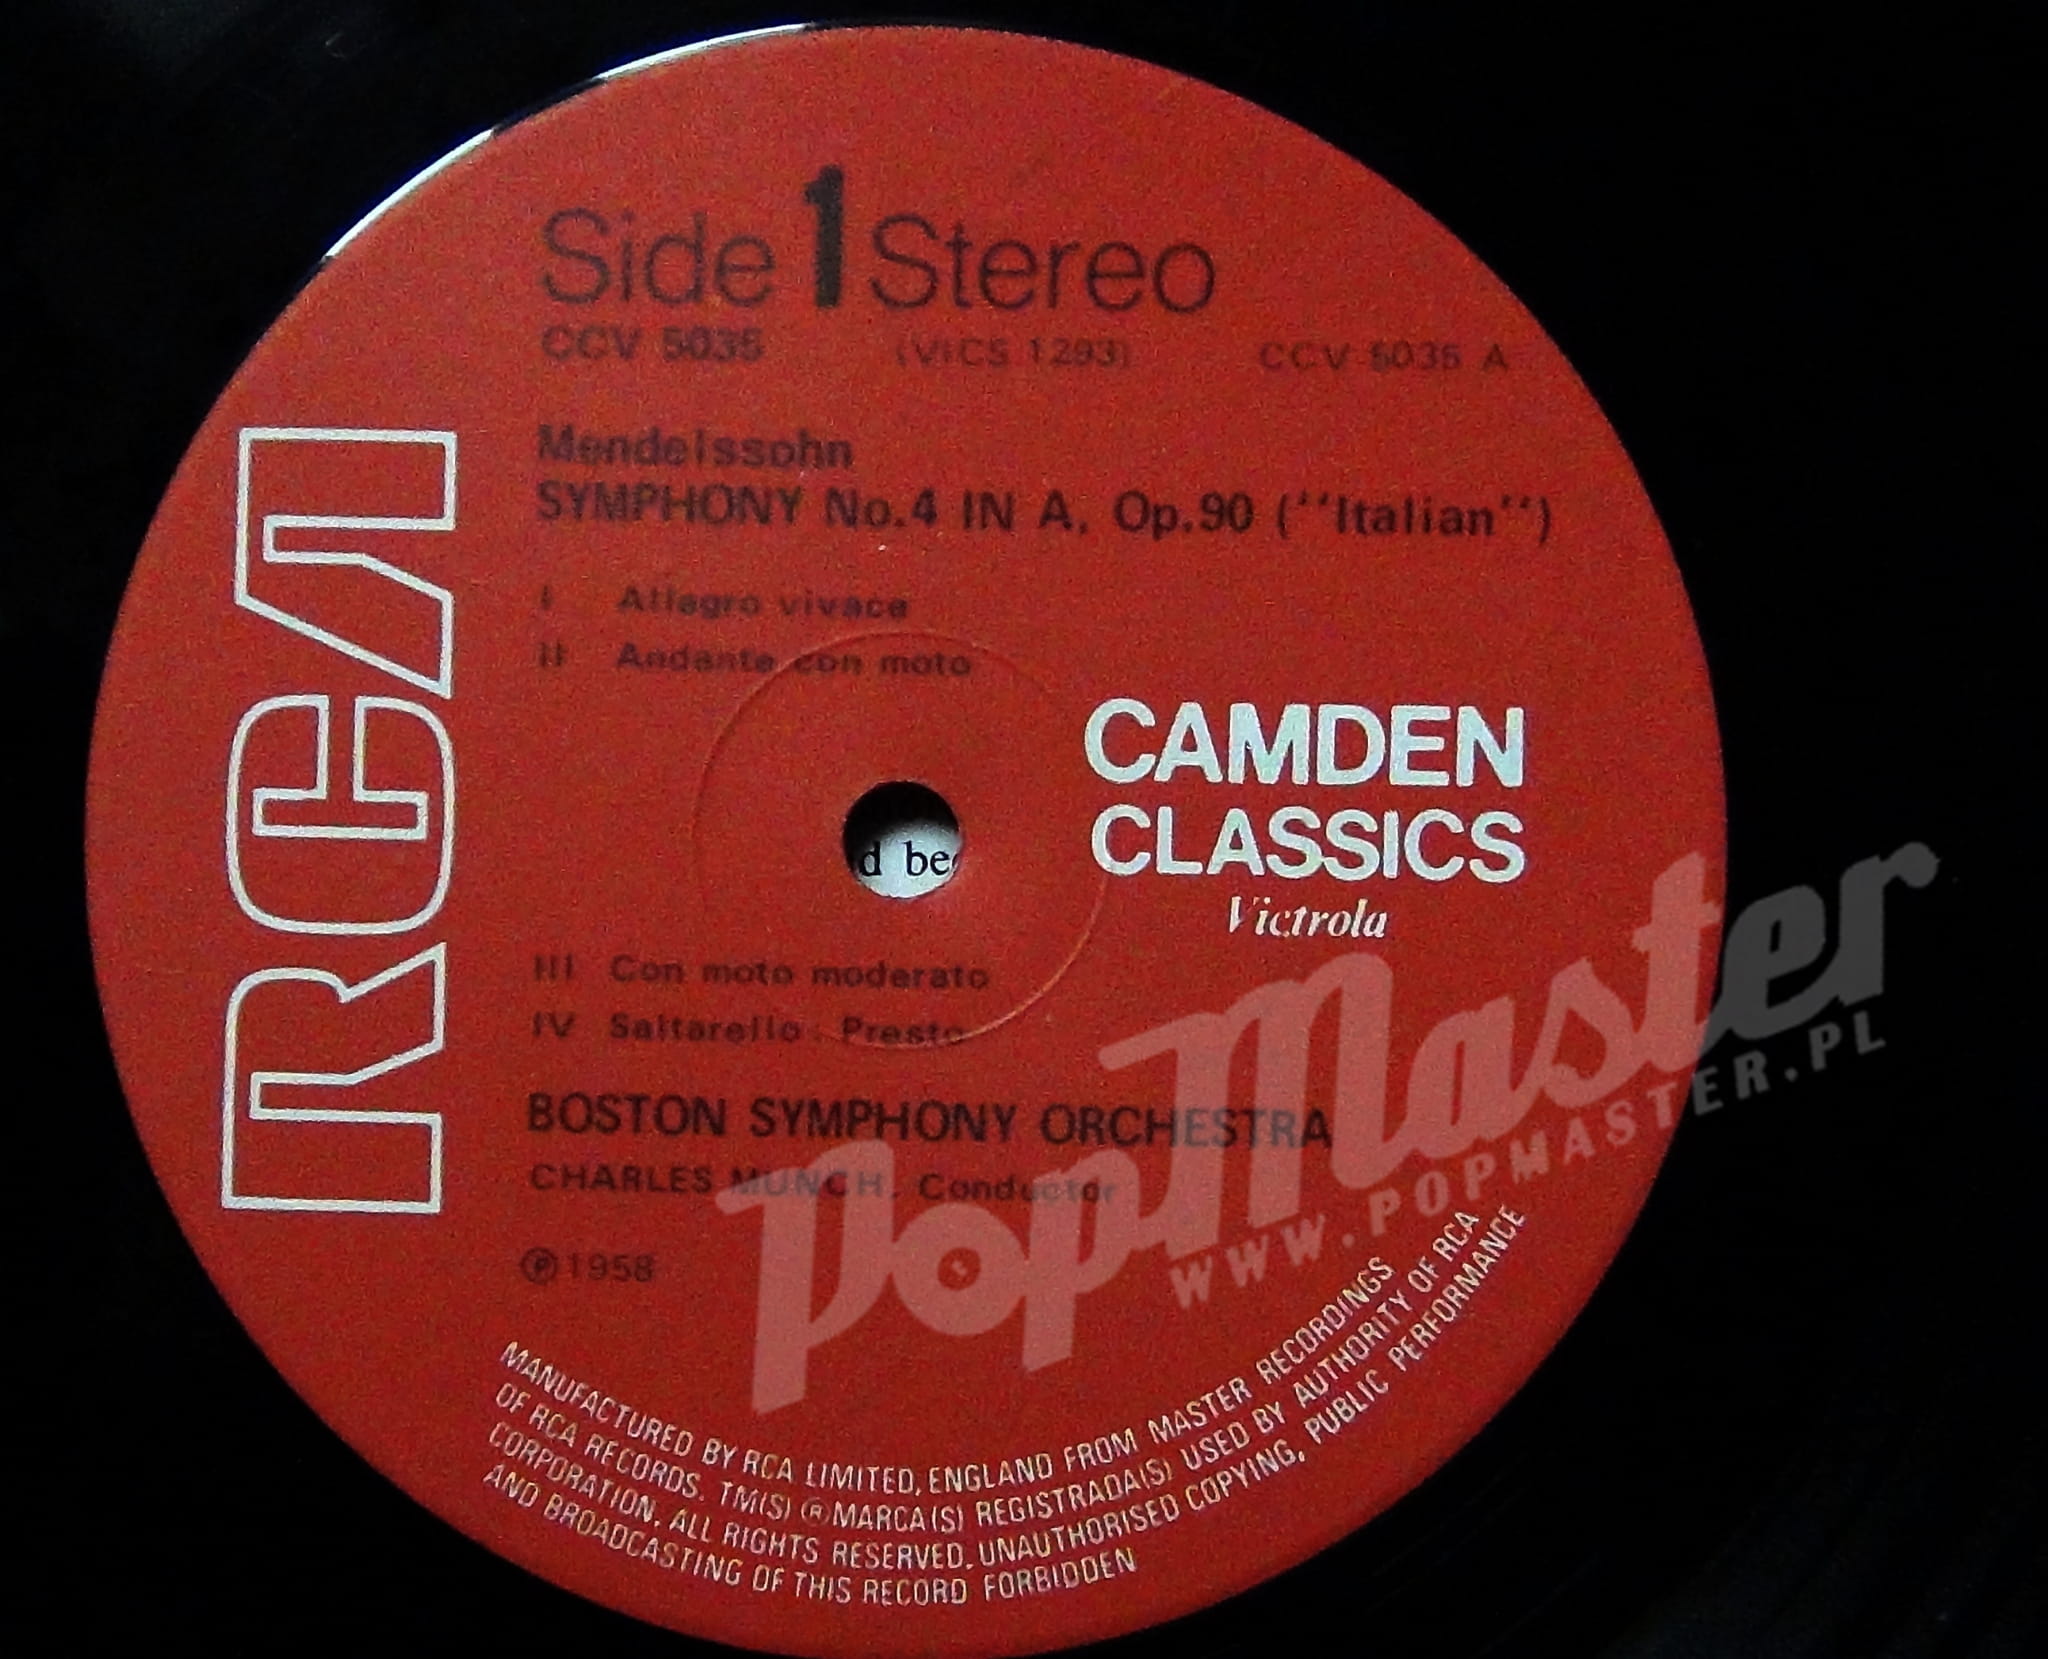 Side 1 Stereo
CCV 5035 (VICS 1293) CCV 5035 A
Mendelssohn
SYMPHONY No.4 IN A, Op.90 (‘‘Italian‘‘)
I Allegro vivace
II Andante con moto
RCA
CAMDEN
CLASSICS
Victrola
d be
III Con moto moderato
IV Saltarello : Presto
BOSTON SYMPHONY ORCHESTRA
CHARLES MUNCH, Conductor
℗ 1958
MANUFACTURED BY RCA LIMITED, ENGLAND FROM MASTER RECORDINGS
OF RCA RECORDS. TM(S) ® MARCA(S) REGISTRADA(S) USED BY AUTHORITY OF RCA
CORPORATION, ALL RIGHTS RESERVED. UNAUTHORISED COPYING, PUBLIC PERFORMANCE
AND BROADCASTING OF THIS RECORD FORBIDDEN
PopMaster
WWW.POPMASTER.PL